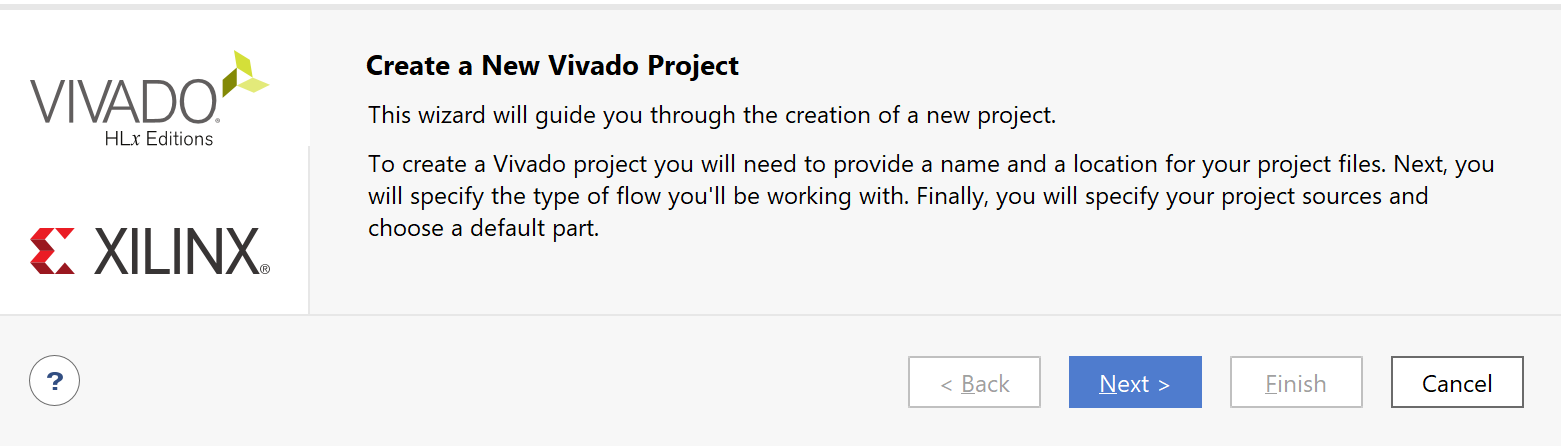 VIVADO
HLx Editions
XILINX®
Create a New Vivado Project
This wizard will guide you through the creation of a new project.
To create a Vivado project you will need to provide a name and a location for your project files. Next, you
will specify the type of flow you'll be working with. Finally, you will specify your project sources and
choose a default part.
?
< Back
Next >
Finish
Cancel